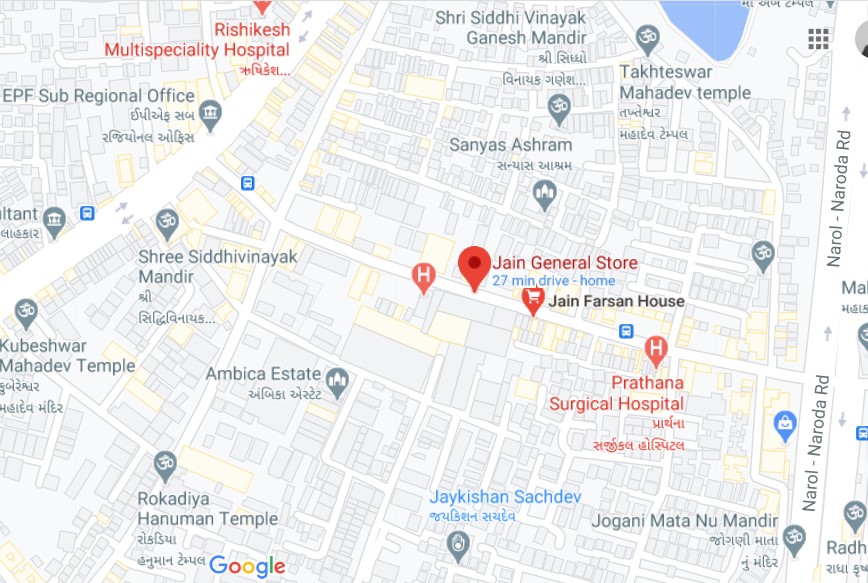 Rishikesh
Multispeciality Hospital
ઋષિકેશ...
Shri Siddhi Vinayak
Ganesh Mandir
શ્રી સિધ્ધી
વિનાયક ગણેશ...
Takhteswar
Mahadev temple
તખ્તેશ્વર
મહાદેવ ટેમ્પલ
EPF Sub Regional Office
ઈપીએફ સબ
રજિયોનલ ઓફિસ
Sanyas Ashram
સન્યાસ આશ્રમ
Narol - Naroda Rd
ltant
લાહકાર
Shree Siddhivinayak
Mandir
શ્રી
સિદ્ધિવિનાયક...
Jain General Store
27 min drive - home
Jain Farsan House
Kubeshwar
Mahadev Temple
કુબેરેશ્વર
મહાદેવ મંદિર
Ambica Estate
અંબિકા એસ્ટેટ
Prathana
Surgical Hospital
પ્રાર્થના
સર્જીકલ હોસ્પિટલ
Narol - Naroda Rd
Rokadiya
Hanuman Temple
રોકડિયા
હનુમાન ટેમ્પલ
Jaykishan Sachdev
જયકિશન સચદેવ
Jogani Mata Nu Mandir
જોગણી માતા
નું મંદિર
Radh
રાધા કૃ
Google